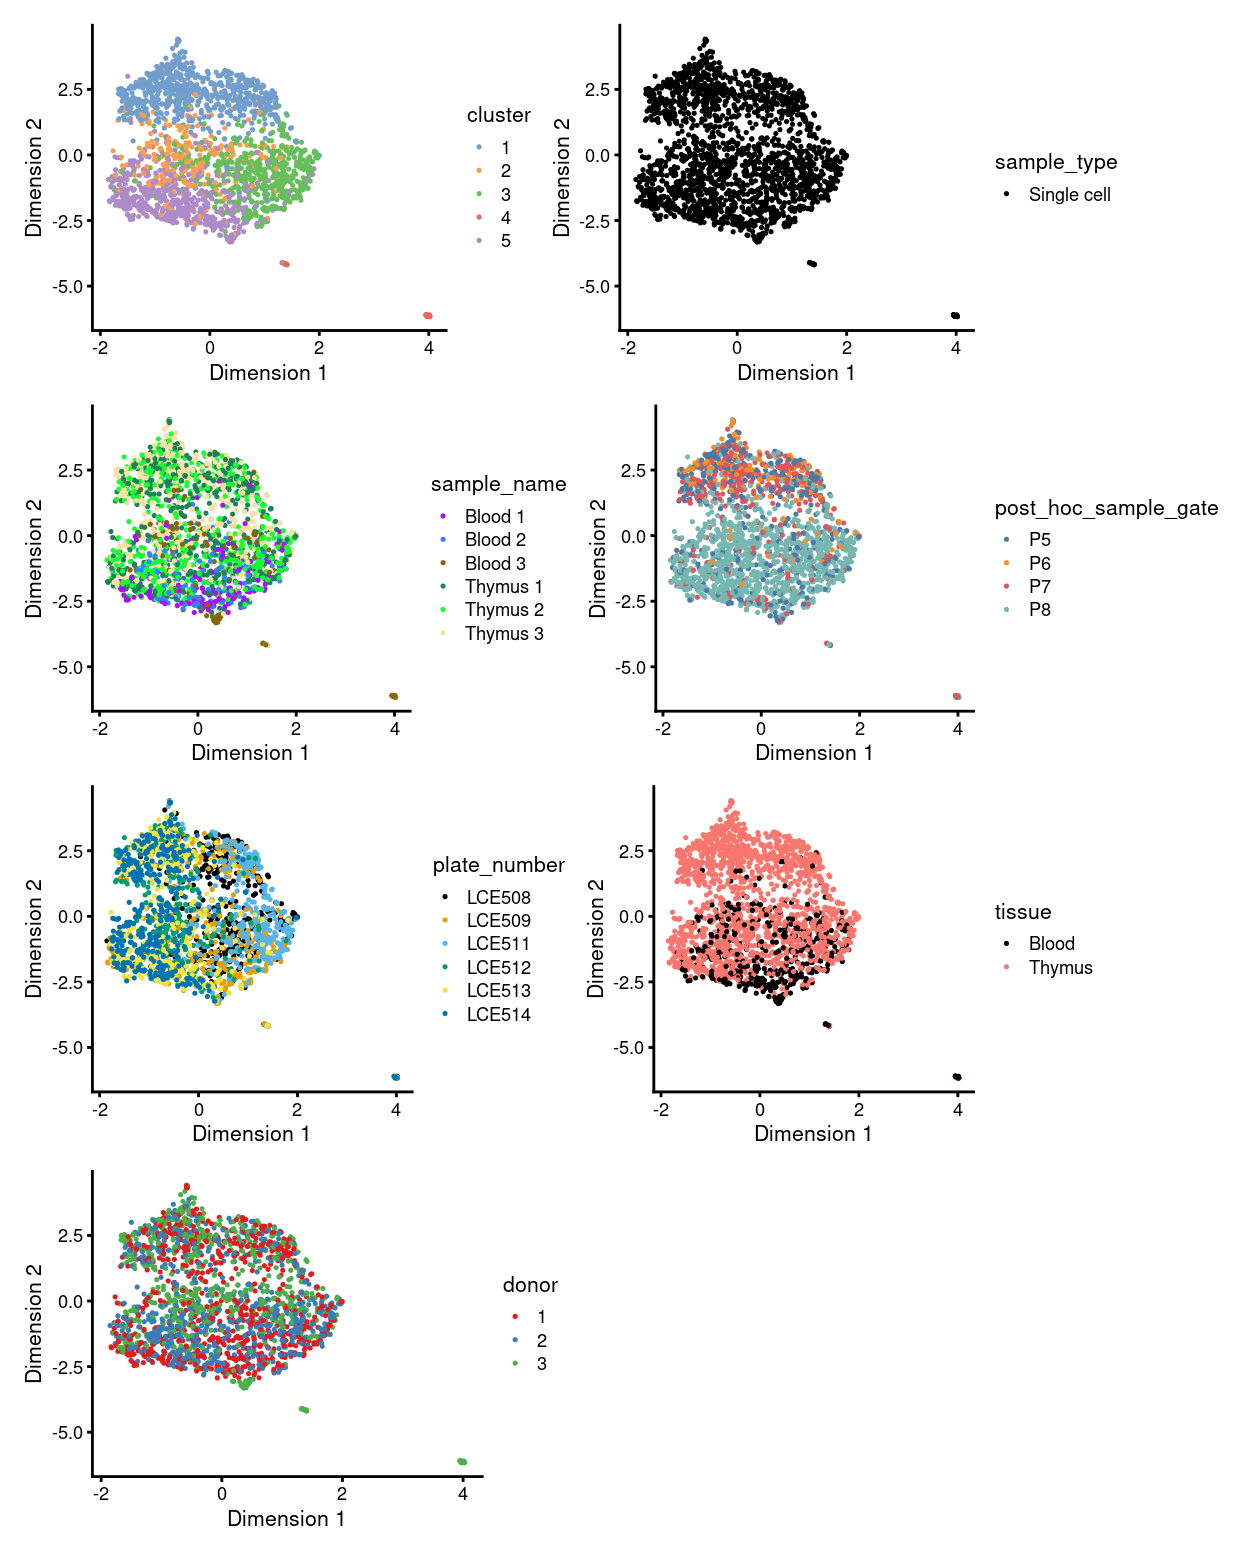 2.5
0.0
-2.5
-5.0
Dimension 2
-2 0 2 4
Dimension 1
cluster
1
2
3
4
5
2.5
0.0
-2.5
-5.0
Dimension 2
-2 0 2 4
Dimension 1
sample_type
Single cell
2.5
0.0
-2.5
-5.0
Dimension 2
-2 0 2 4
Dimension 1
sample_name
Blood 1
Blood 2
Blood 3
Thymus 1
Thymus 2
Thymus 3
2.5
0.0
-2.5
-5.0
Dimension 2
-2 0 2 4
Dimension 1
post_hoc_sample_gate
P5
P6
P7
P8
2.5
0.0
-2.5
-5.0
Dimension 2
-2 0 2 4
Dimension 1
plate_number
LCE508
LCE509
LCE511
LCE512
LCE513
LCE514
2.5
0.0
-2.5
-5.0
Dimension 2
-2 0 2 4
Dimension 1
tissue
Blood
Thymus
2.5
0.0
-2.5
-5.0
Dimension 2
-2 0 2 4
Dimension 1
donor
1
2
3